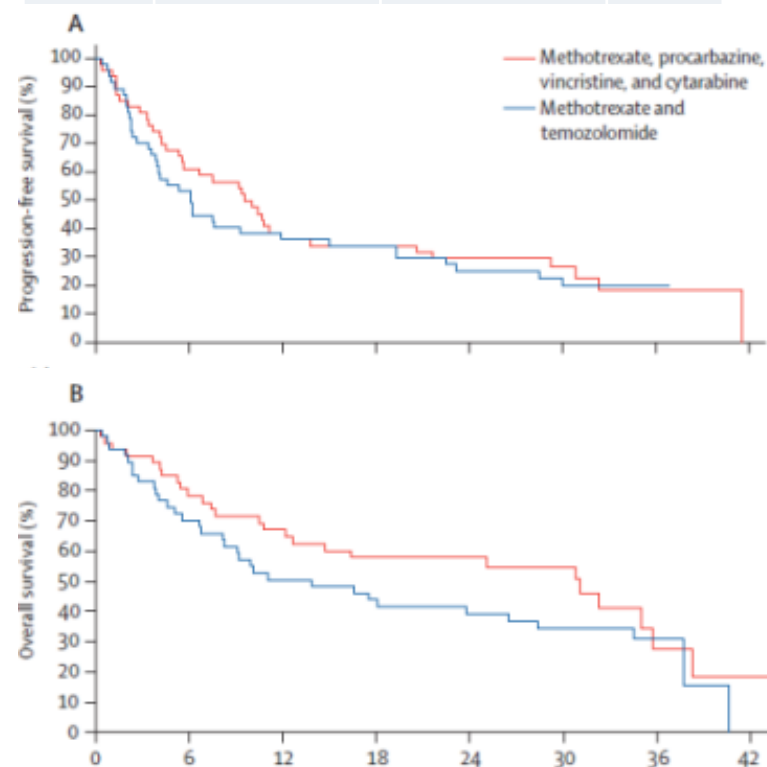 A
Methotrexate, procarbazine,
vincristine, and cytarabine
Methotrexate and
temozolomide
Progression-free survival (%)
100
90
80
70
60
50
40
30
20
10
0
B
Overall survival (%)
100
90
80
70
60
50
40
30
20
10
0
0 6 12 18 24 30 36 42